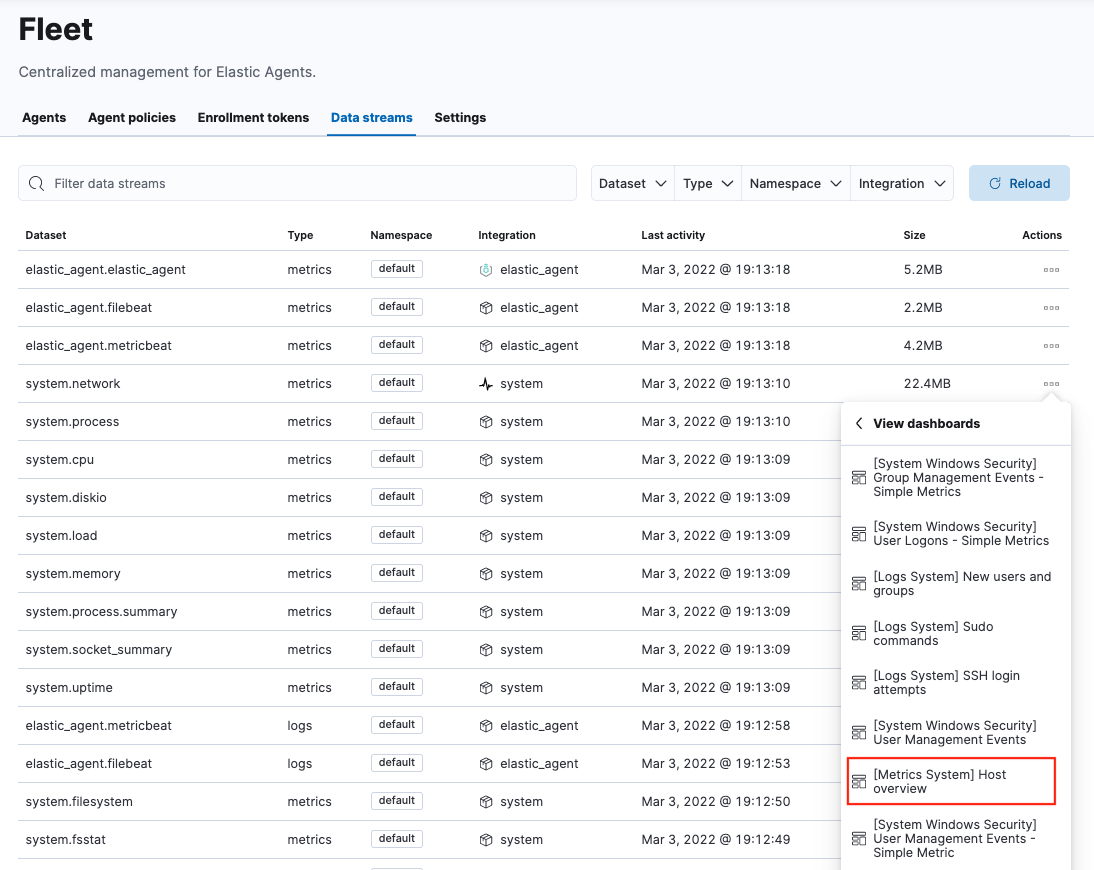 Fleet
Centralized management for Elastic Agents.
Agents Agent policies Enrollment tokens Data streams Settings
Filter data streams Dataset Type Namespace Integration Reload
Dataset Type Namespace Integration Last activity Size Actions
elastic_agent.elastic_agent metrics default elastic_agent Mar 3, 2022 @ 19:13:18 5.2MB
elastic_agent.filebeat metrics default elastic_agent Mar 3, 2022 @ 19:13:18 2.2MB
elastic_agent.metricbeat metrics default elastic_agent Mar 3, 2022 @ 19:13:18 4.2MB
system.network metrics default system Mar 3, 2022 @ 19:13:10 22.4MB
system.process metrics default system Mar 3, 2022 @ 19:13:10
system.cpu metrics default system Mar 3, 2022 @ 19:13:09
system.diskio metrics default system Mar 3, 2022 @ 19:13:09
system.load metrics default system Mar 3, 2022 @ 19:13:09
system.memory metrics default system Mar 3, 2022 @ 19:13:09
system.process.summary metrics default system Mar 3, 2022 @ 19:13:09
system.socket_summary metrics default system Mar 3, 2022 @ 19:13:09
system.uptime metrics default system Mar 3, 2022 @ 19:13:09
elastic_agent.metricbeat logs default elastic_agent Mar 3, 2022 @ 19:12:58
elastic_agent.filebeat logs default elastic_agent Mar 3, 2022 @ 19:12:53
system.filesystem metrics default system Mar 3, 2022 @ 19:12:50
system.fsstat metrics default system Mar 3, 2022 @ 19:12:49
View dashboards
[System Windows Security]
Group Management Events -
Simple Metrics
[System Windows Security]
User Logons - Simple Metrics
[Logs System] New users and
groups
[Logs System] Sudo
commands
[Logs System] SSH login
attempts
[System Windows Security]
User Management Events
[Metrics System] Host
overview
[System Windows Security]
User Management Events -
Simple Metric